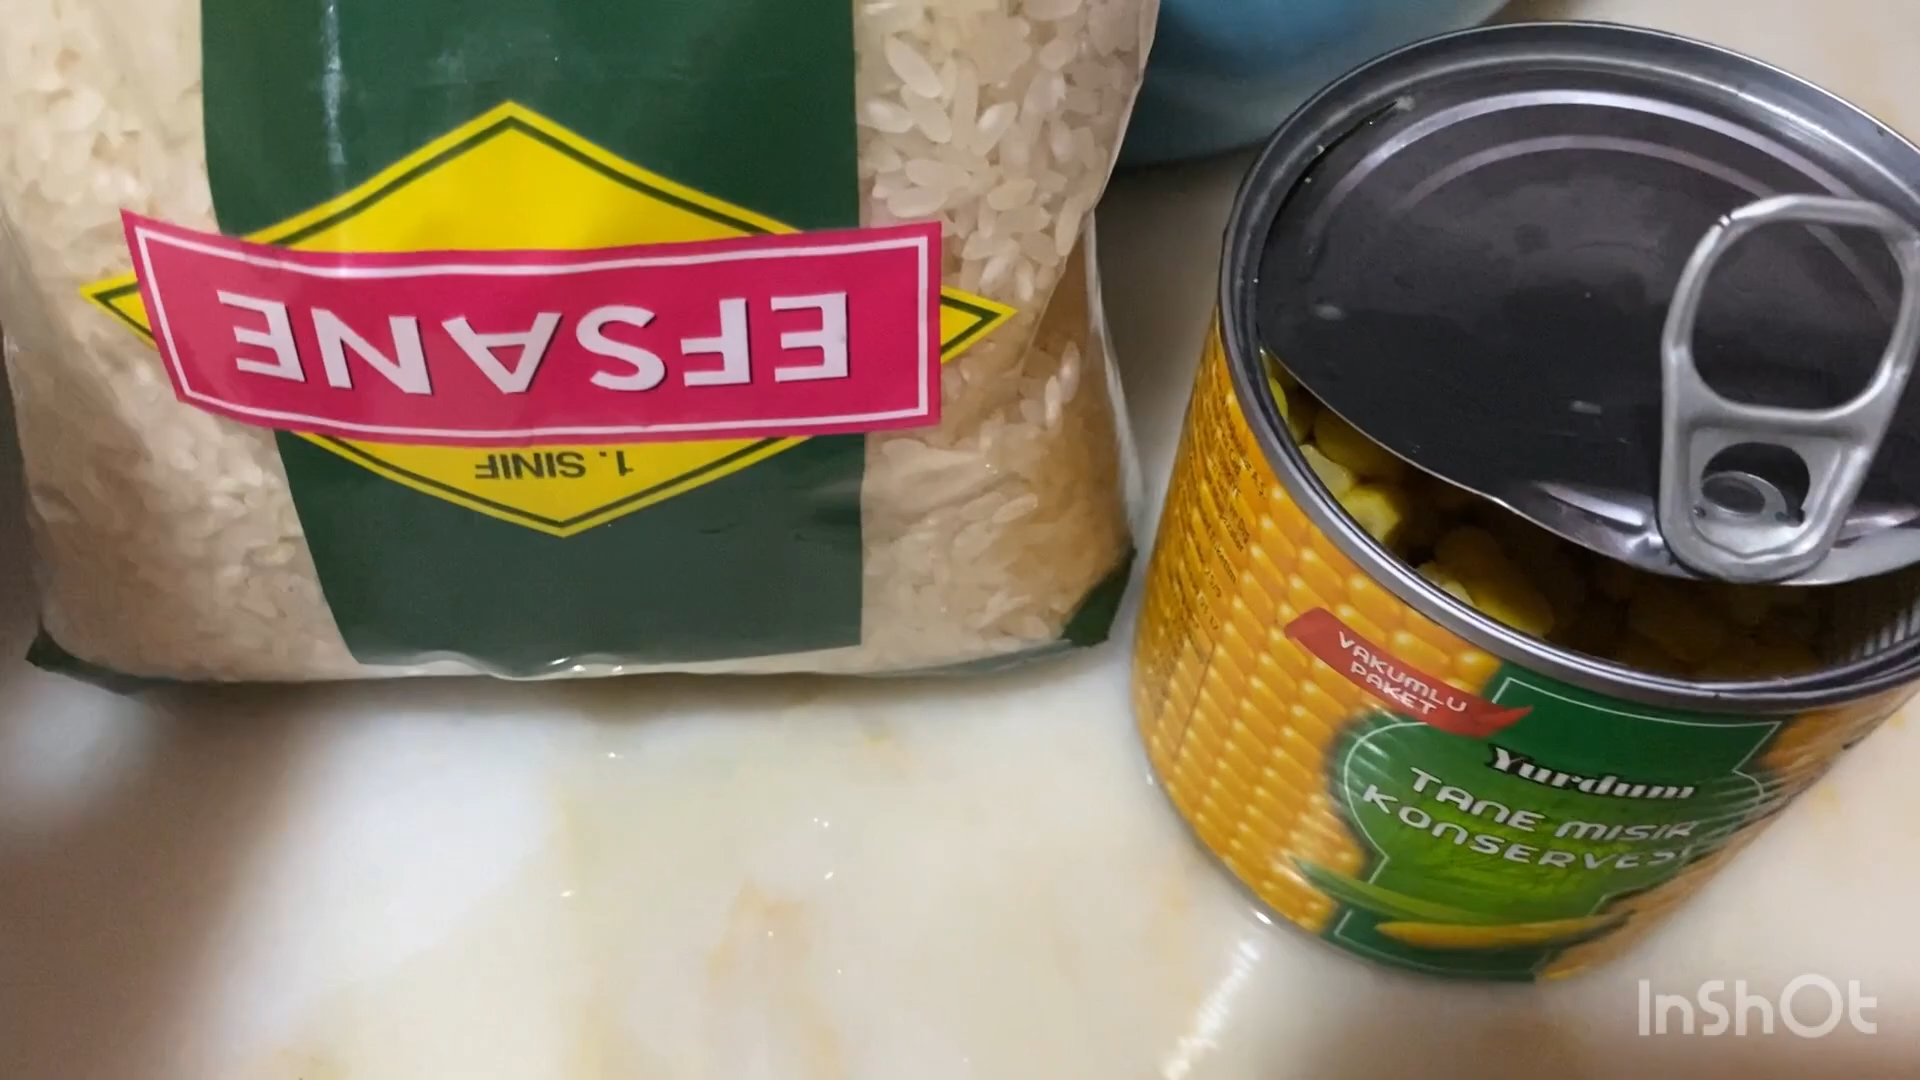 EFSANE
1. SINIF
VAKUMLU
PAKET
Yurdum
TANE MISIR
KONSERVESİ
InShOt